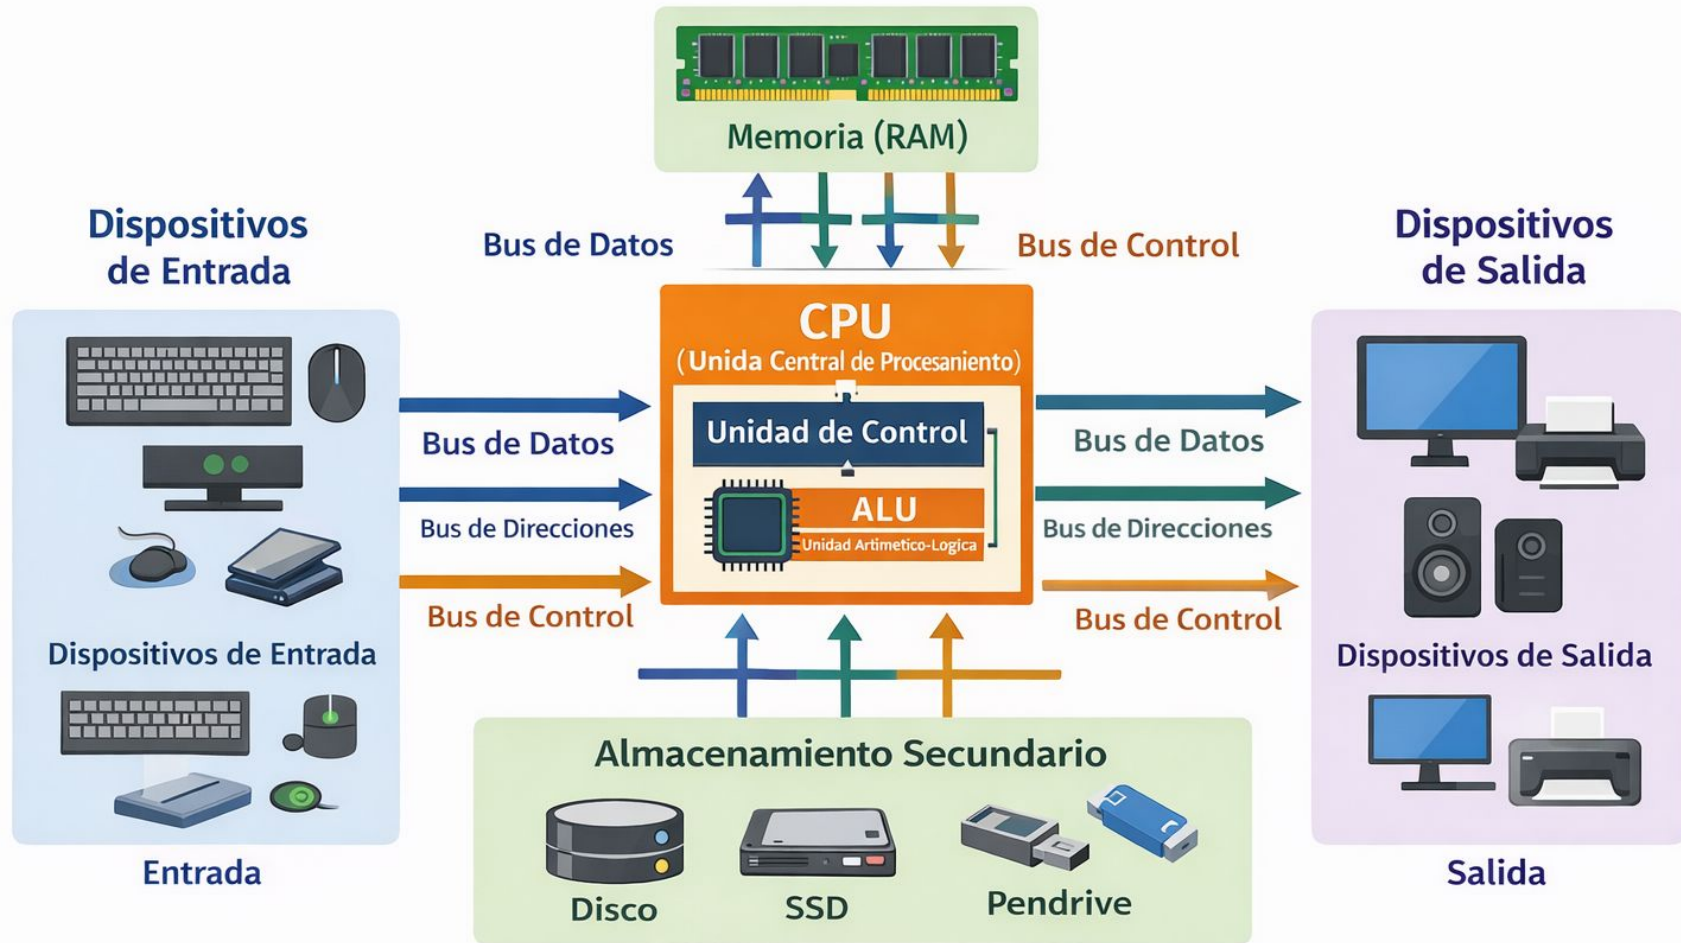 Memoria (RAM)
Dispositivos
de Entrada
Bus de Datos
Bus de Control
Dispositivos
de Salida
CPU
(Unida Central de Procesaniento)
Unidad de Control
ALU
Unidad Artimetico-Logica
Bus de Datos
Bus de Direcciones
Bus de Control
Bus de Datos
Bus de Direcciones
Bus de Control
Dispositivos de Entrada
Dispositivos de Salida
Entrada
Salida
Almacenamiento Secundario
Disco
SSD
Pendrive